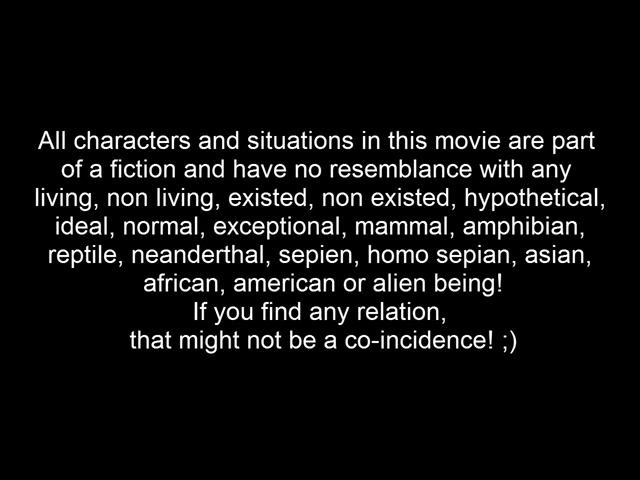 All characters and situations in this movie are part
of a fiction and have no resemblance with any
living, non living, existed, non existed, hypothetical,
ideal, normal, exceptional, mammal, amphibian,
reptile, neanderthal, sepien, homo sepian, asian,
african, american or alien being!
If you find any relation,
that might not be a co-incidence! ;)